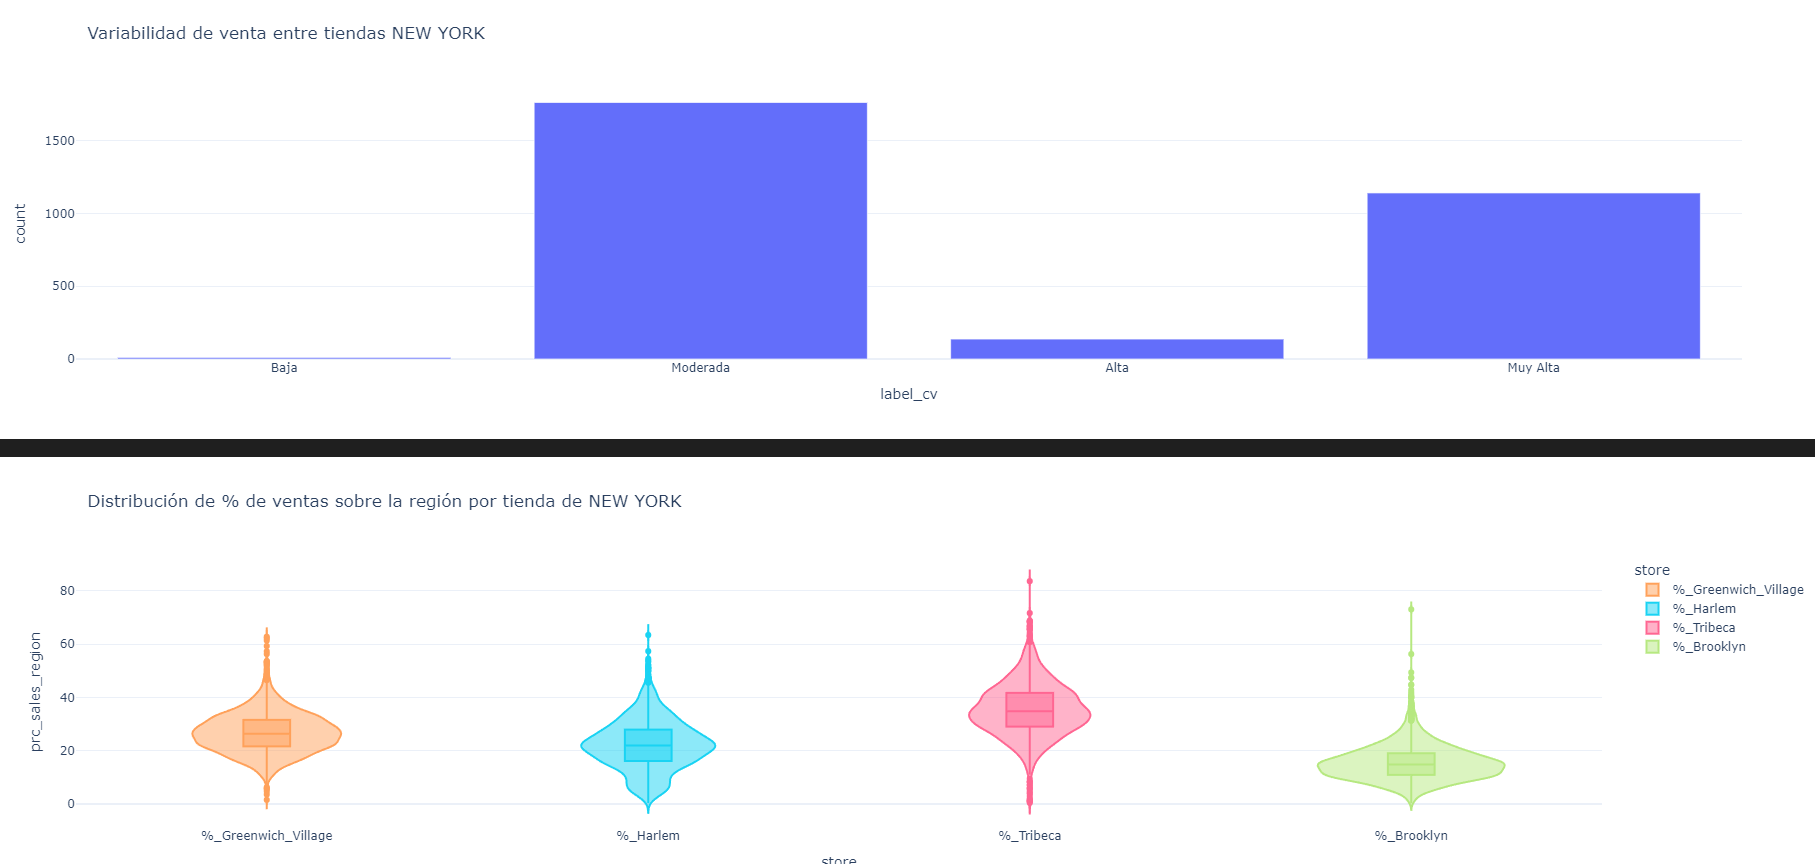 Variabilidad de venta entre tiendas NEW YORK
1500
1000
500
0
count
Baja
Moderada
Alta
Muy Alta
label_cv
Distribución de % de ventas sobre la región por tienda de NEW YORK
80
60
40
20
0
prc_sales_region
%_Greenwich_Village
%_Harlem
%_Tribeca
%_Brooklyn
store
store
%_Greenwich_Village
%_Harlem
%_Tribeca
%_Brooklyn